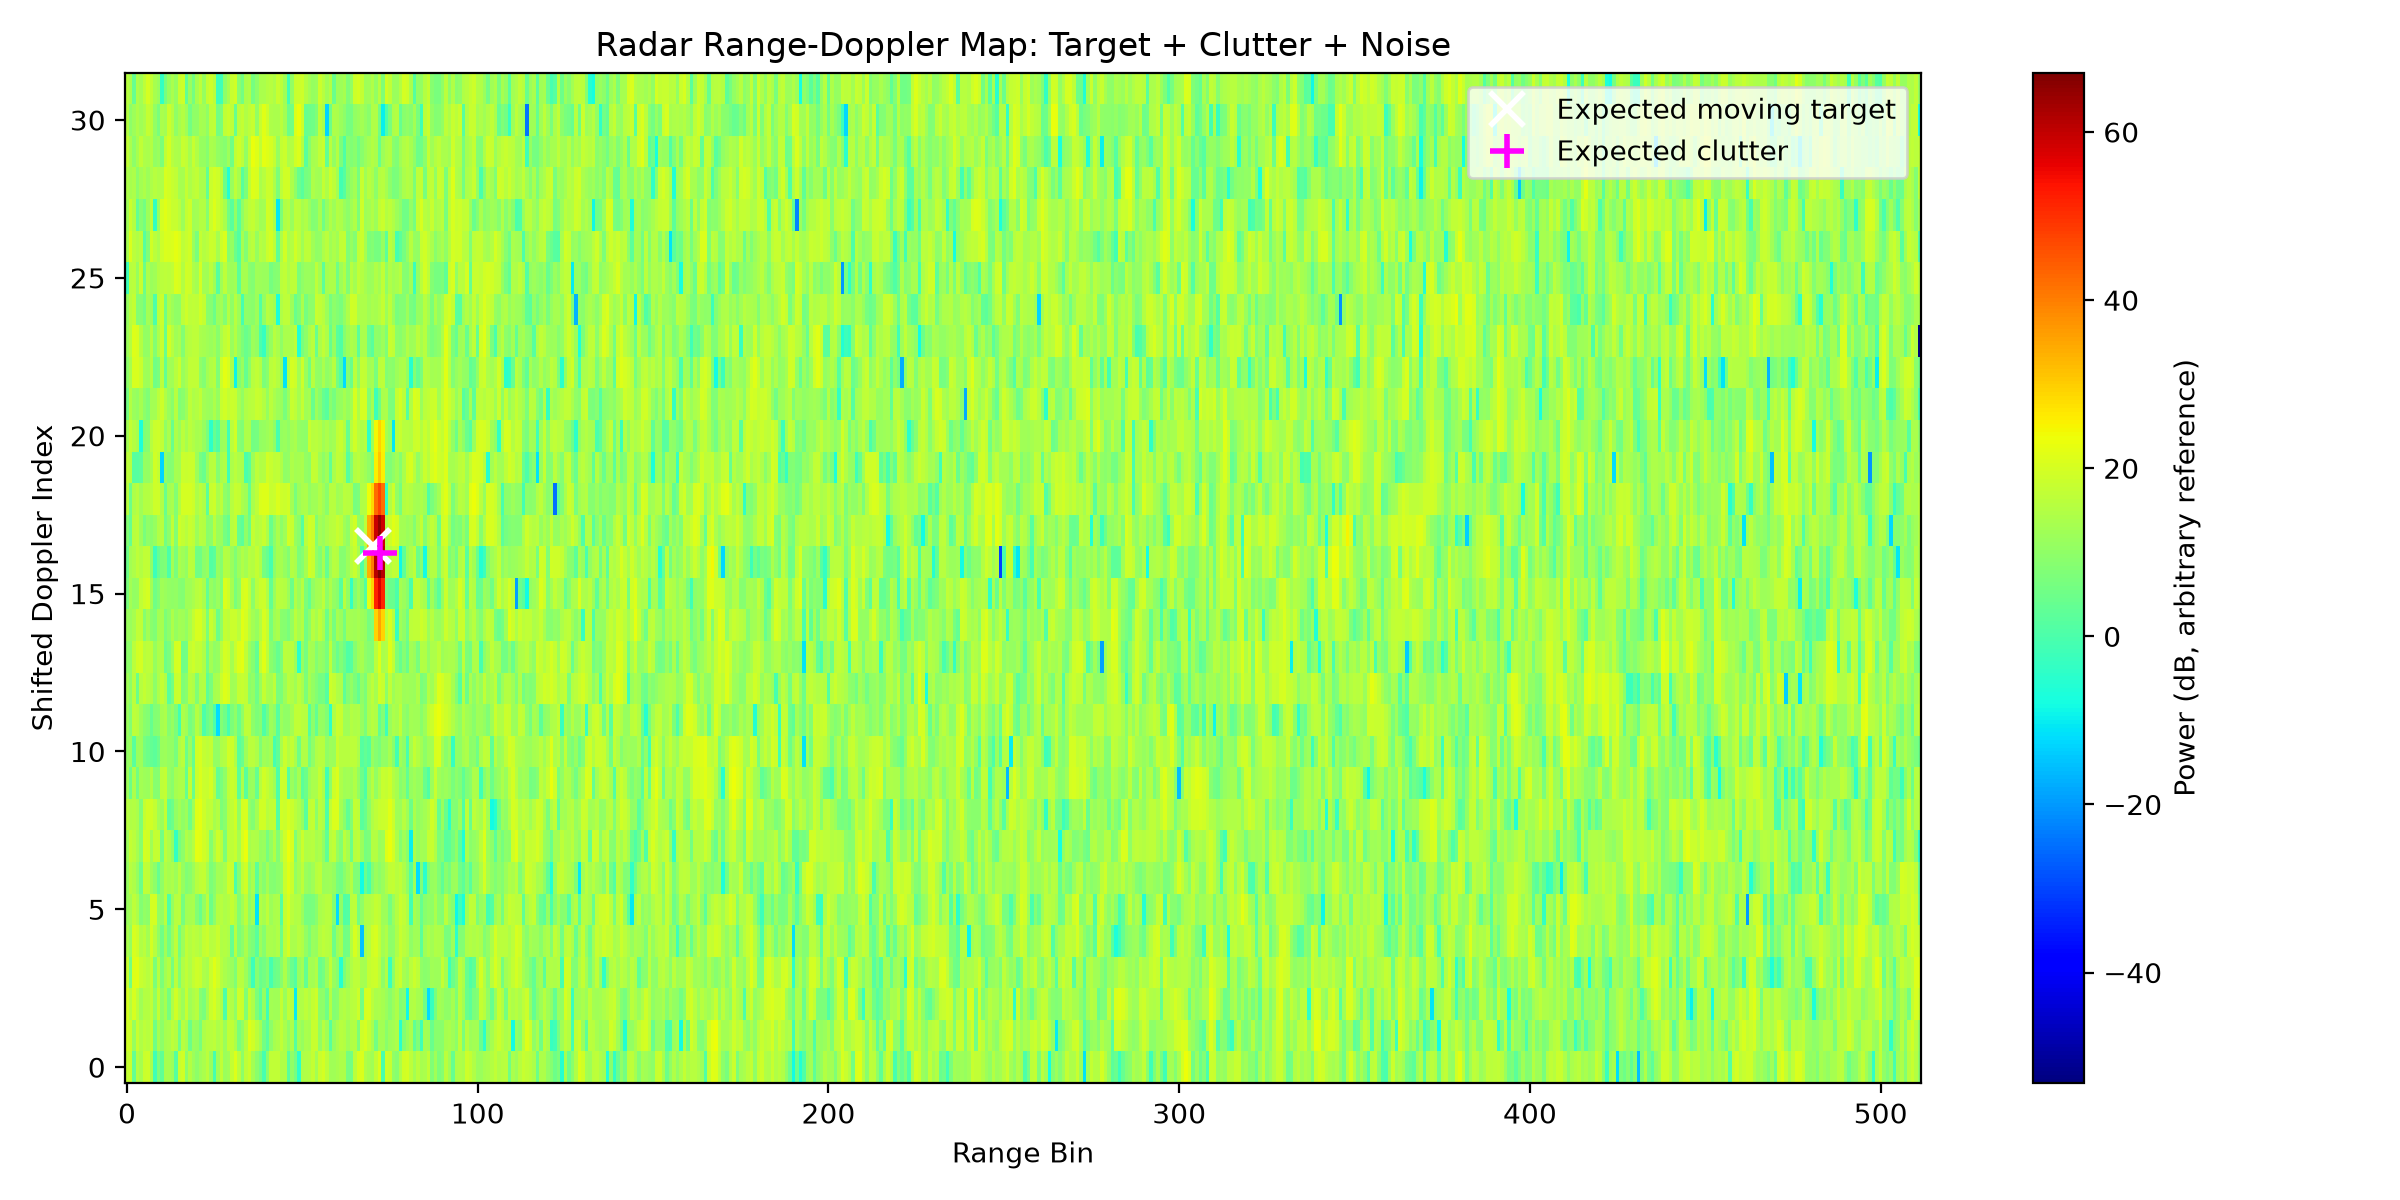 Radar Range-Doppler Map: Target + Clutter + Noise
Expected moving target
Expected clutter
30
25
20
15
10
5
0
Shifted Doppler Index
0 100 200 300 400 500
Range Bin
60
40
20
0
−20
−40
Power (dB, arbitrary reference)